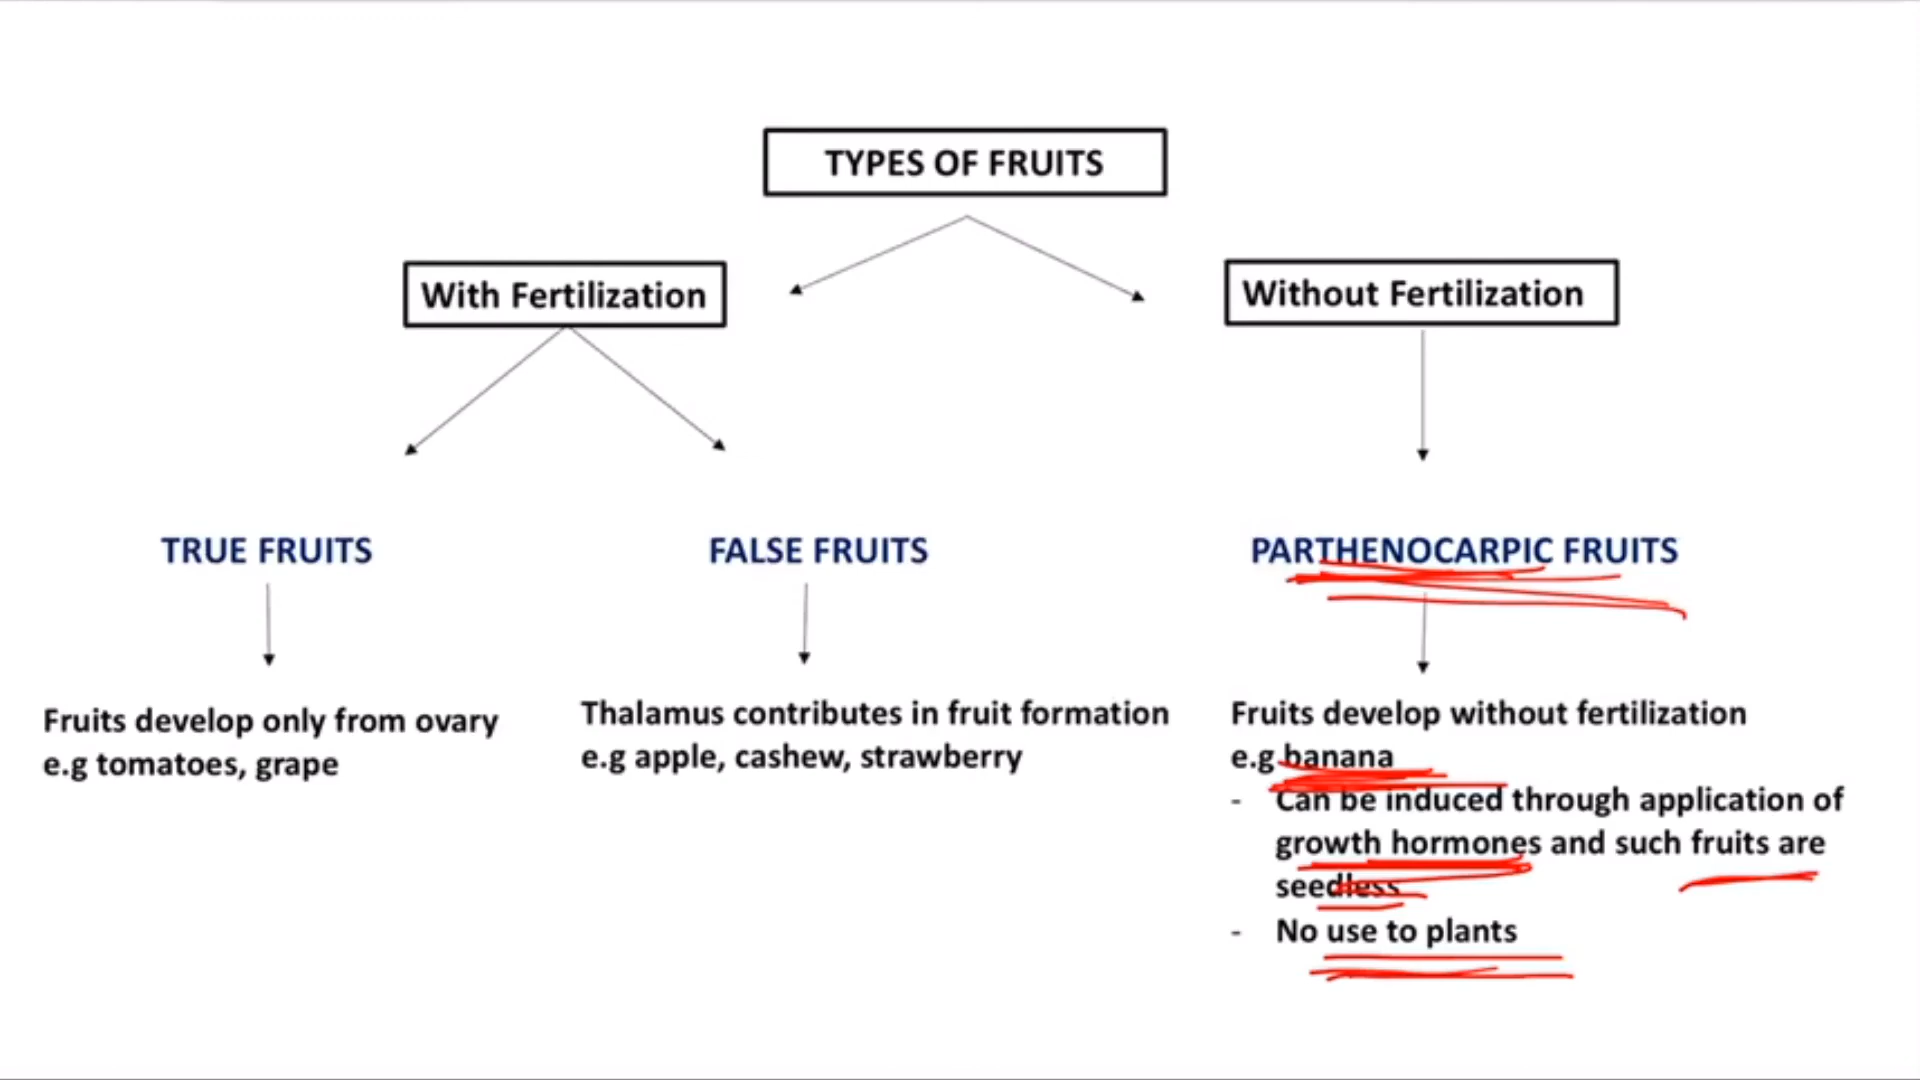 TYPES OF FRUITS
With Fertilization
Without Fertilization
TRUE FRUITS
FALSE FRUITS
PARTHENOCARPIC FRUITS
Fruits develop only from ovary
e.g tomatoes, grape
Thalamus contributes in fruit formation
e.g apple, cashew, strawberry
Fruits develop without fertilization
e.g banana
- Can be induced through application of
growth hormones and such fruits are
seedless
- No use to plants